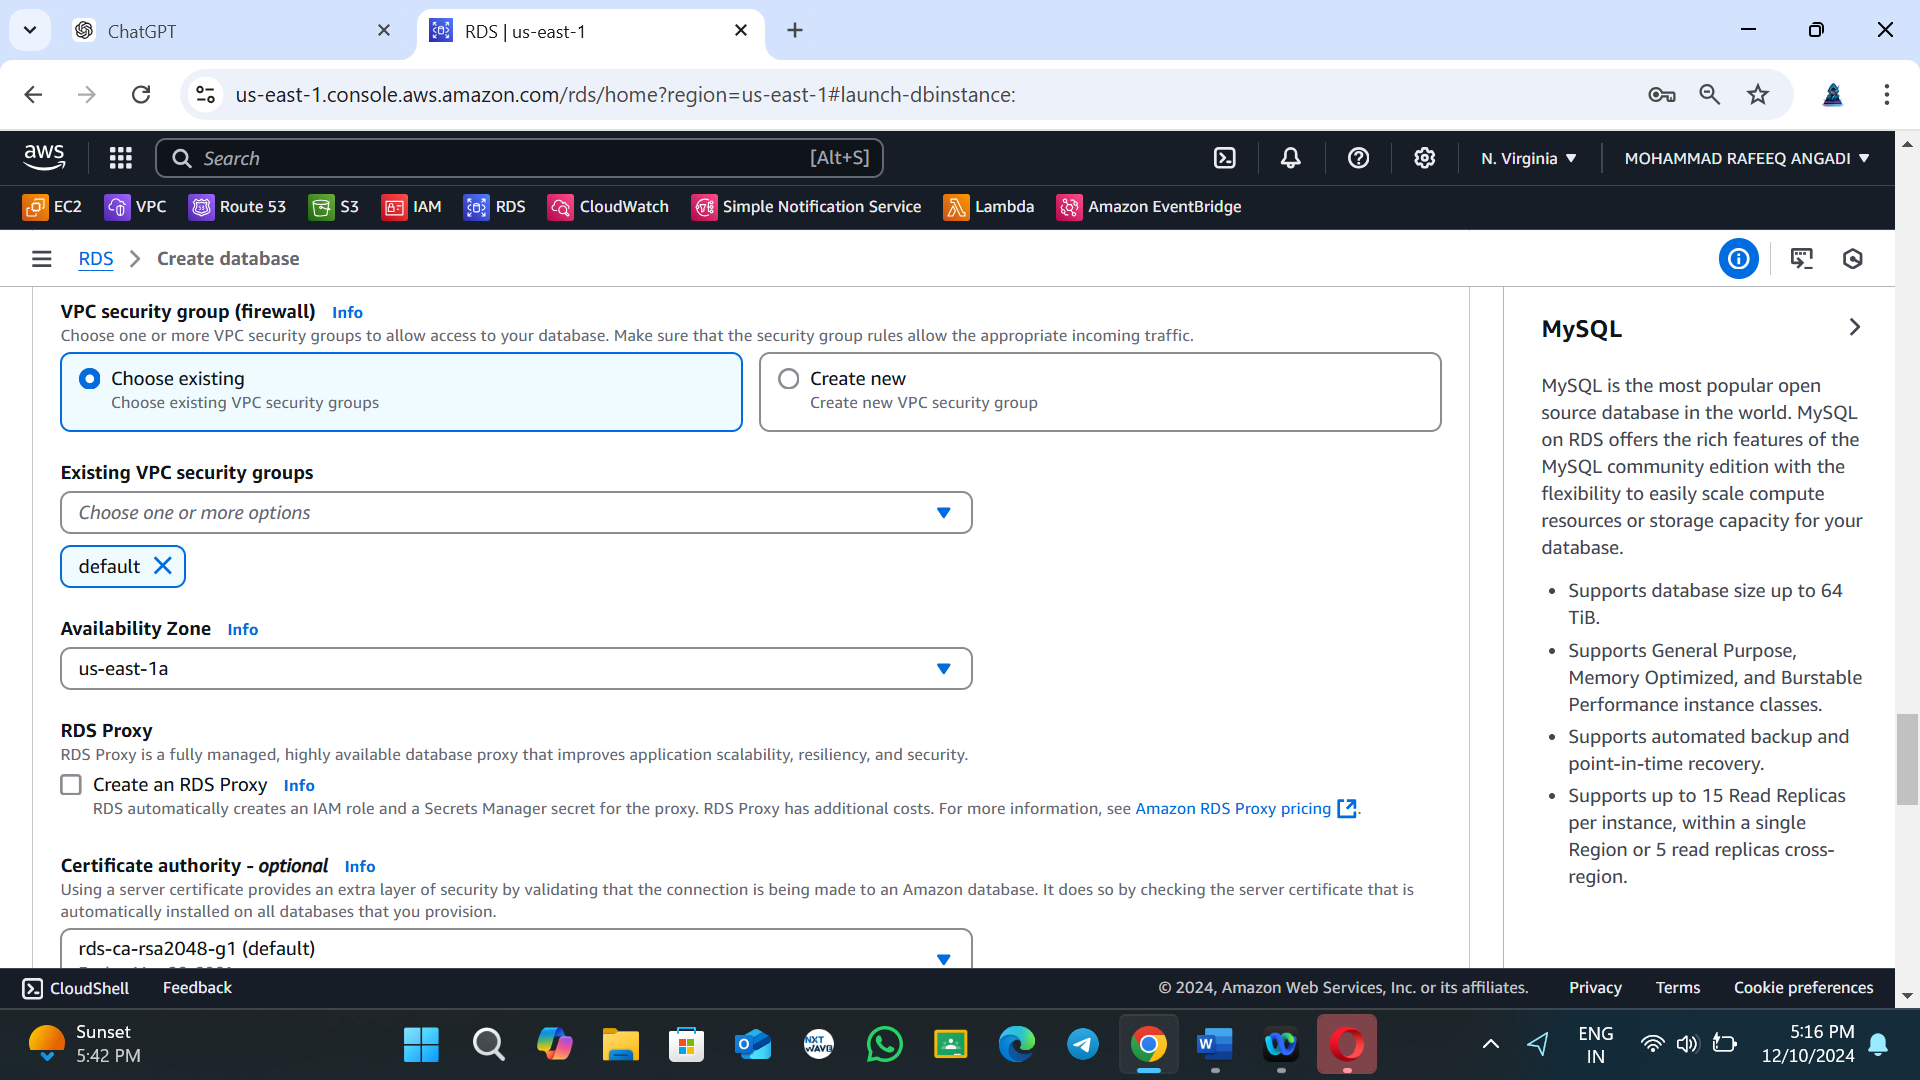 ChatGPT
RDS | us-east-1
us-east-1.console.aws.amazon.com/rds/home?region=us-east-1#launch-dbinstance:
aws
Search
[Alt+S]
N. Virginia
MOHAMMAD RAFEEQ ANGADI
EC2
VPC
Route 53
S3
IAM
RDS
CloudWatch
Simple Notification Service
Lambda
Amazon EventBridge
RDS
Create database
VPC security group (firewall) Info
Choose one or more VPC security groups to allow access to your database. Make sure that the security group rules allow the appropriate incoming traffic.
Choose existing
Choose existing VPC security groups
Create new
Create new VPC security group
Existing VPC security groups
Choose one or more options
default
Availability Zone Info
us-east-1a
RDS Proxy
RDS Proxy is a fully managed, highly available database proxy that improves application scalability, resiliency, and security.
Create an RDS Proxy Info
RDS automatically creates an IAM role and a Secrets Manager secret for the proxy. RDS Proxy has additional costs. For more information, see Amazon RDS Proxy pricing.
Certificate authority - optional Info
Using a server certificate provides an extra layer of security by validating that the connection is being made to an Amazon database. It does so by checking the server certificate that is
automatically installed on all databases that you provision.
rds-ca-rsa2048-g1 (default)
MySQL
MySQL is the most popular open
source database in the world. MySQL
on RDS offers the rich features of the
MySQL community edition with the
flexibility to easily scale compute
resources or storage capacity for your
database.
• Supports database size up to 64
TiB.
• Supports General Purpose,
Memory Optimized, and Burstable
Performance instance classes.
• Supports automated backup and
point-in-time recovery.
• Supports up to 15 Read Replicas
per instance, within a single
Region or 5 read replicas cross-
region.
CloudShell
Feedback
© 2024, Amazon Web Services, Inc. or its affiliates.
Privacy
Terms
Cookie preferences
Sunset
5:42 PM
NXT
WAVE
ENG
IN
5:16 PM
12/10/2024